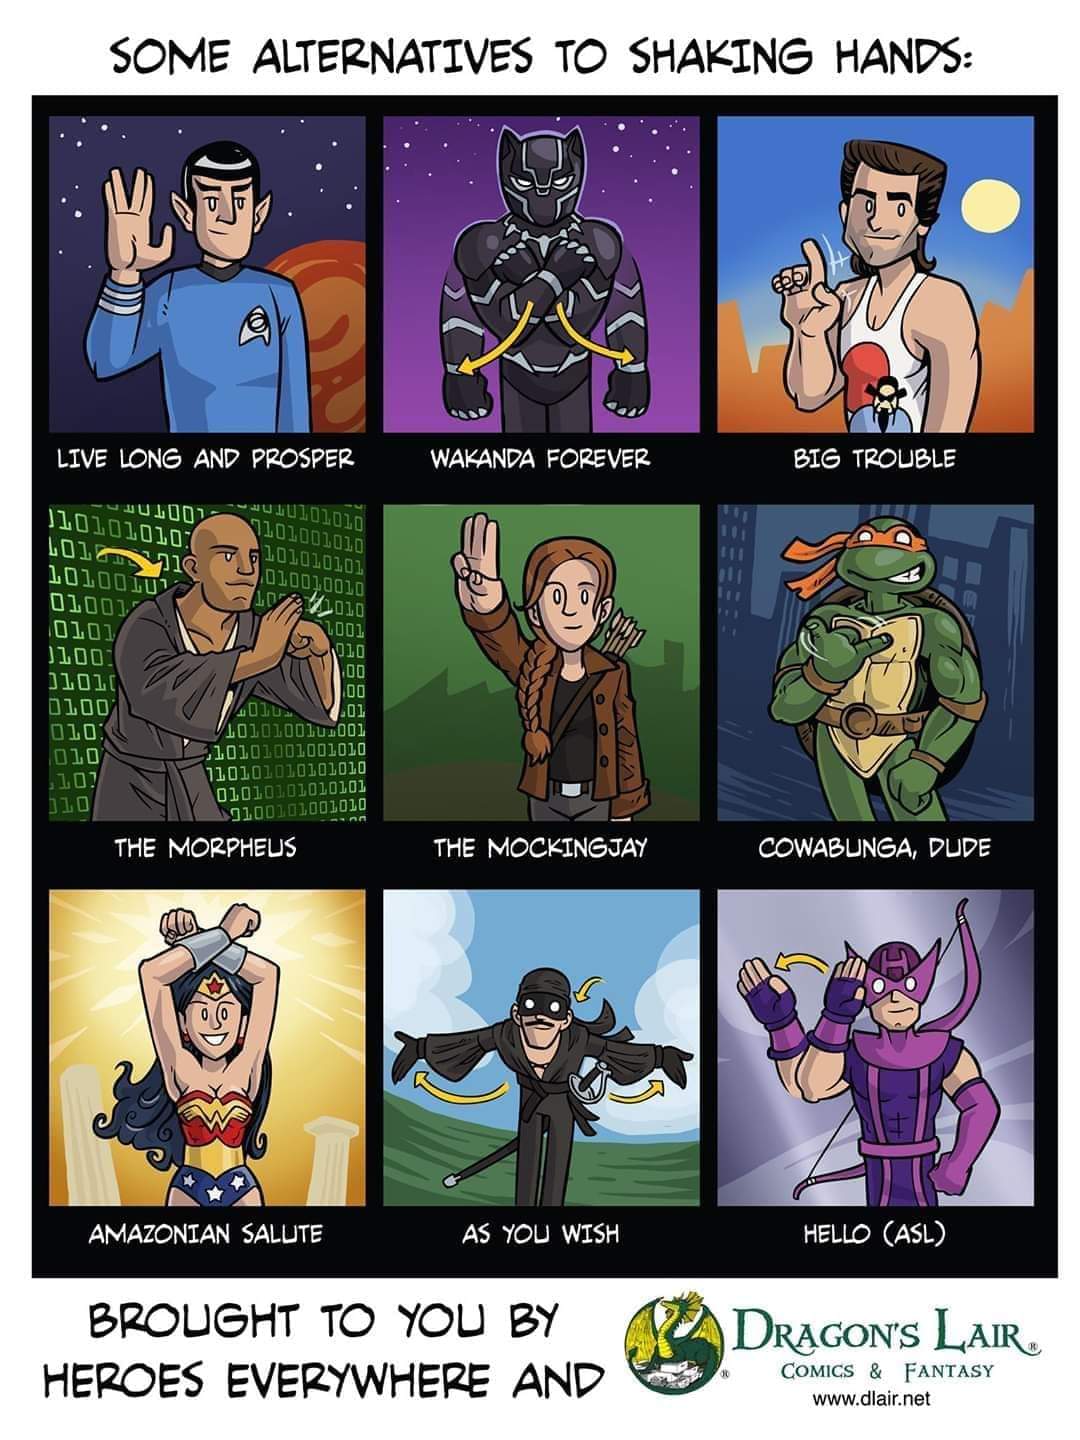 SOME ALTERNATIVES TO SHAKING HANDS:
LIVE LONG AND PROSPER
WAKANDA FOREVER
BIG TROUBLE
THE MORPHEUS
THE MOCKINGJAY
COWABUNGA, DUDE
AMAZONIAN SALUTE
AS YOU WISH
HELLO (ASL)
BROUGHT TO YOU BY
HEROES EVERYWHERE AND
DRAGON'S LAIR®
COMICS & FANTASY
www.dlair.net